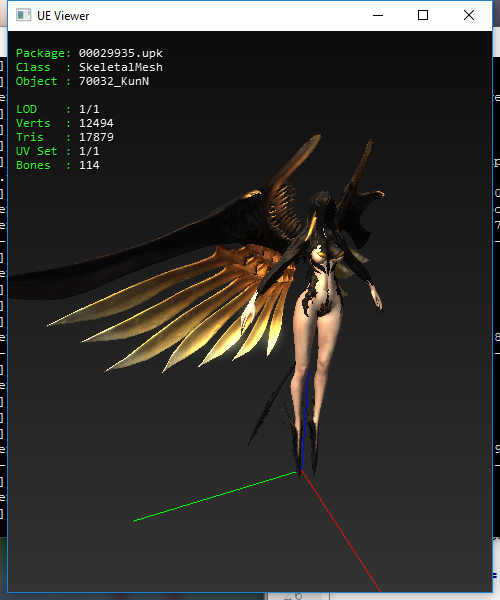 UE Viewer
Package: 00029935.upk
Class  : SkeletalMesh
Object : 70032_KunN
LOD    : 1/1
Verts  : 12494
Tris   : 17879
UV Set : 1/1
Bones  : 114
26